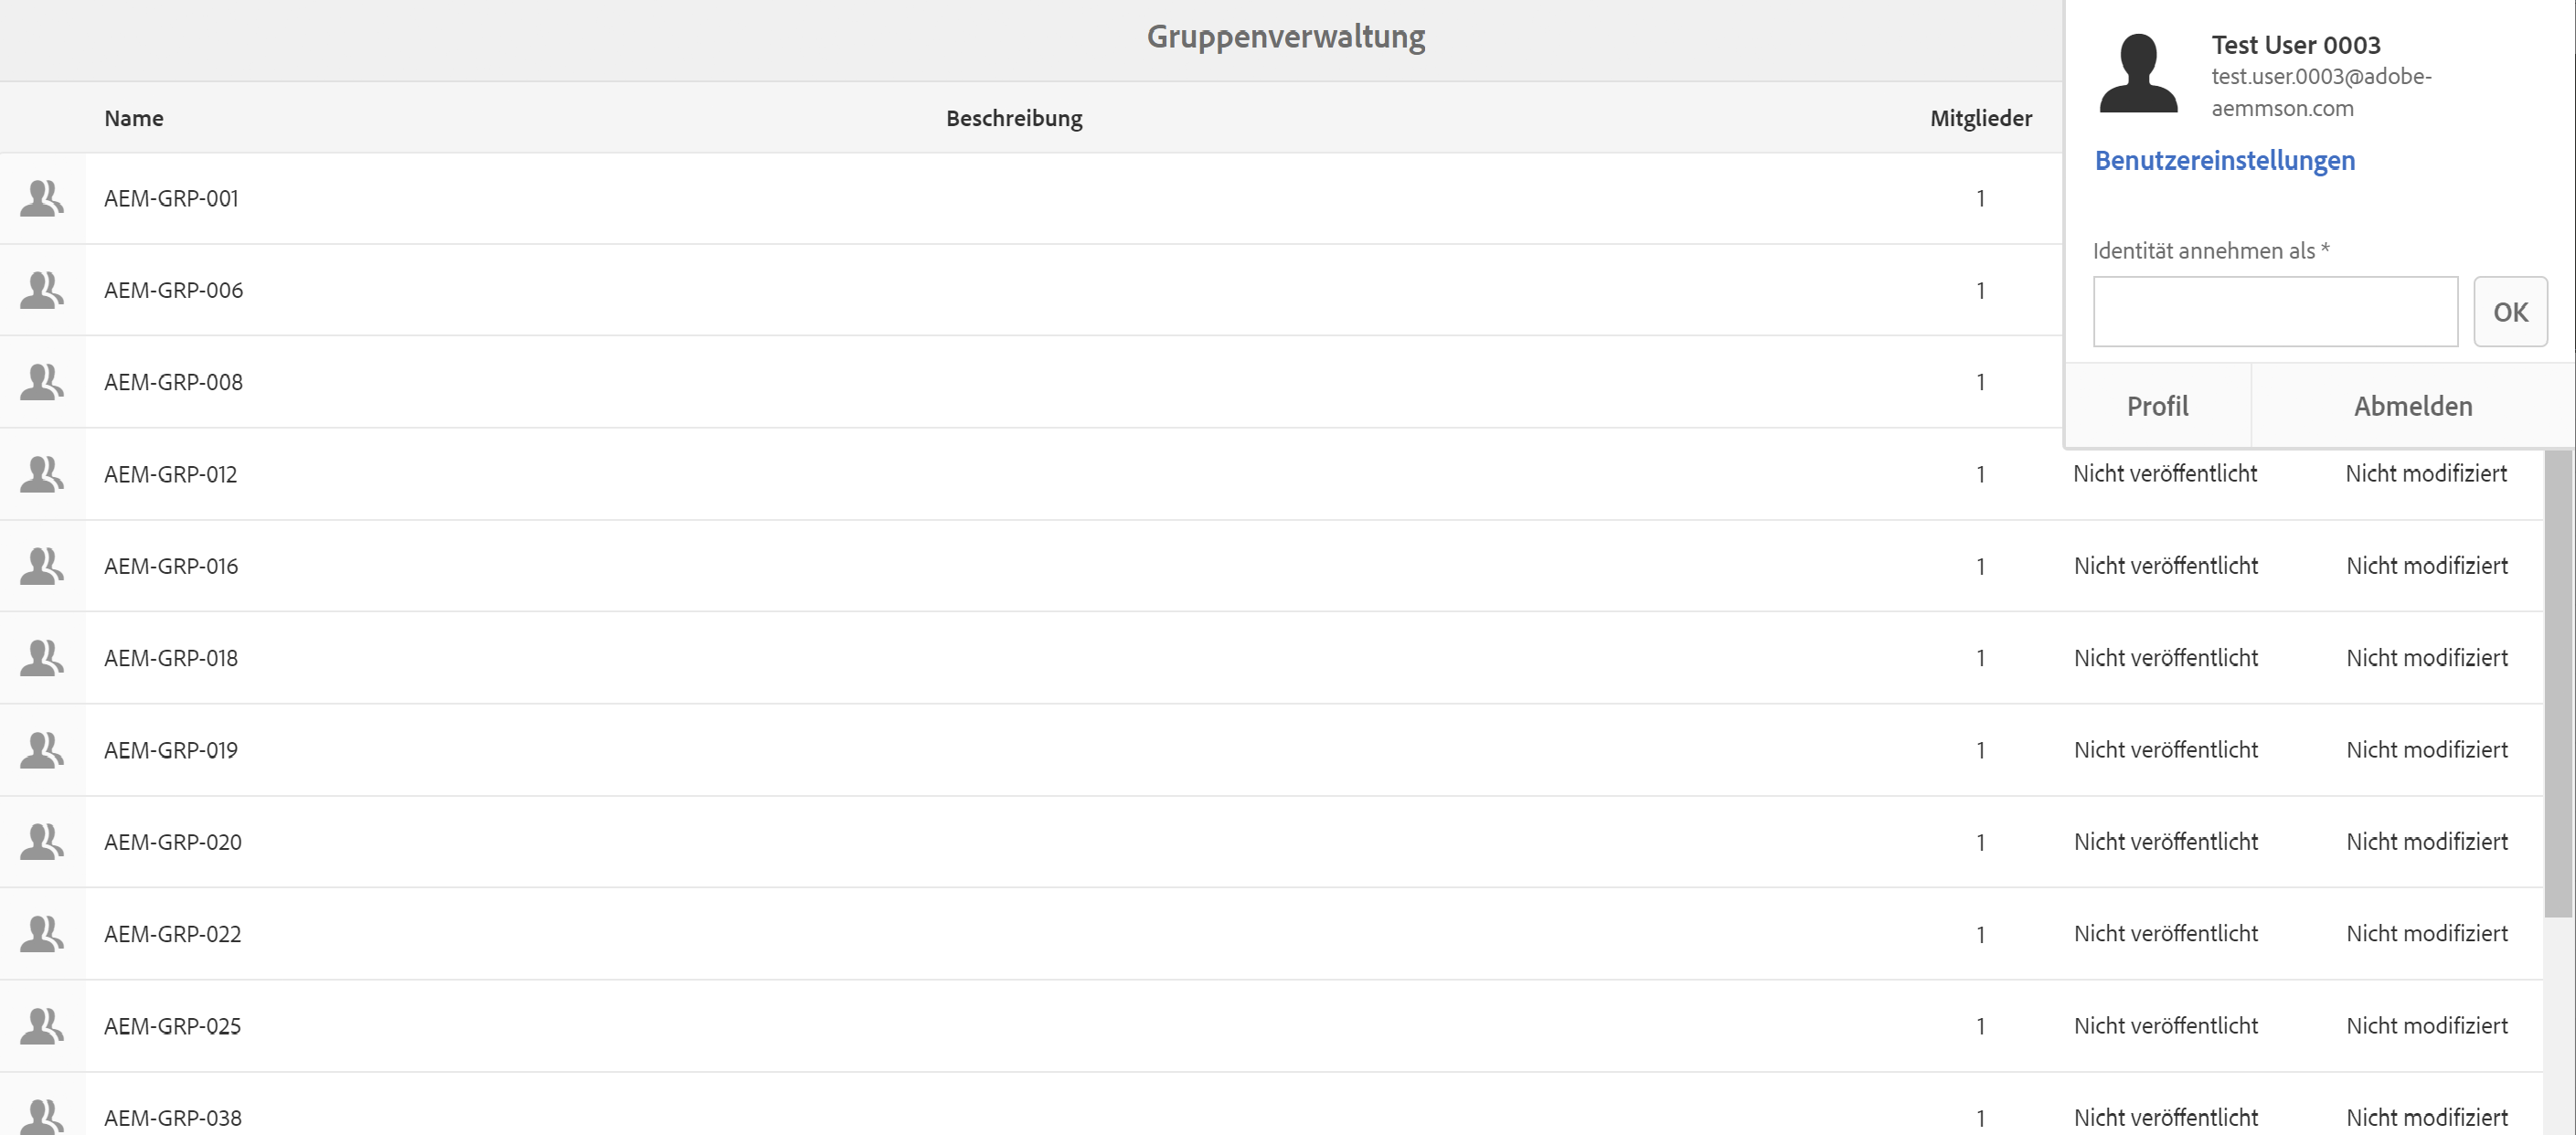 Gruppenverwaltung
Name Beschreibung Mitglieder
Test User 0003
test.user.0003@adobe-
aemmson.com
Benutzereinstellungen
Identität annehmen als *
OK
Profil Abmelden
AEM-GRP-001 1
AEM-GRP-006 1
AEM-GRP-008 1
AEM-GRP-012 1 Nicht veröffentlicht Nicht modifiziert
AEM-GRP-016 1 Nicht veröffentlicht Nicht modifiziert
AEM-GRP-018 1 Nicht veröffentlicht Nicht modifiziert
AEM-GRP-019 1 Nicht veröffentlicht Nicht modifiziert
AEM-GRP-020 1 Nicht veröffentlicht Nicht modifiziert
AEM-GRP-022 1 Nicht veröffentlicht Nicht modifiziert
AEM-GRP-025 1 Nicht veröffentlicht Nicht modifiziert
AEM-GRP-038 1 Nicht veröffentlicht Nicht modifiziert